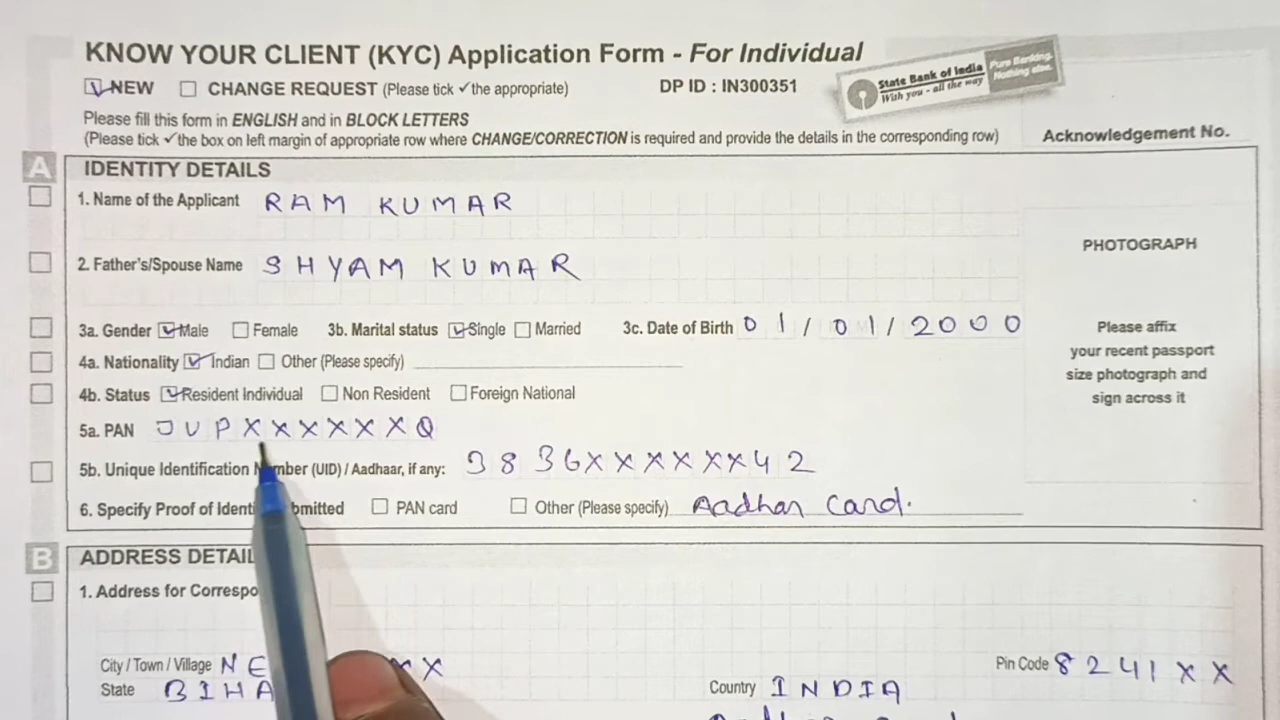 KNOW YOUR CLIENT (KYC) Application Form - For Individual
NEW CHANGE REQUEST (Please tick ✓ the appropriate) DP ID : IN300351
State Bank of India
With you - all the way
Pure Banking.
Nothing else.
Please fill this form in ENGLISH and in BLOCK LETTERS
(Please tick ✓ the box on left margin of appropriate row where CHANGE/CORRECTION is required and provide the details in the corresponding row)
Acknowledgement No.
A IDENTITY DETAILS
1. Name of the Applicant RAM KUMAR
2. Father's/Spouse Name SHYAM KUMAR
3a. Gender Male Female 3b. Marital status Single Married 3c. Date of Birth 01/01/2000
4a. Nationality Indian Other (Please specify)
4b. Status Resident Individual Non Resident Foreign National
5a. PAN JUPXXXXXXQ
5b. Unique Identification Number (UID) / Aadhaar, if any: 3836XXXXXX42
6. Specify Proof of Identi bmitted PAN card Other (Please specify) Aadhar Card.
PHOTOGRAPH
Please affix
your recent passport
size photograph and
sign across it
B ADDRESS DETAIL
1. Address for Correspo
City / Town / Village NE X Pin Code 8241XX
State BIHA Country INDIA